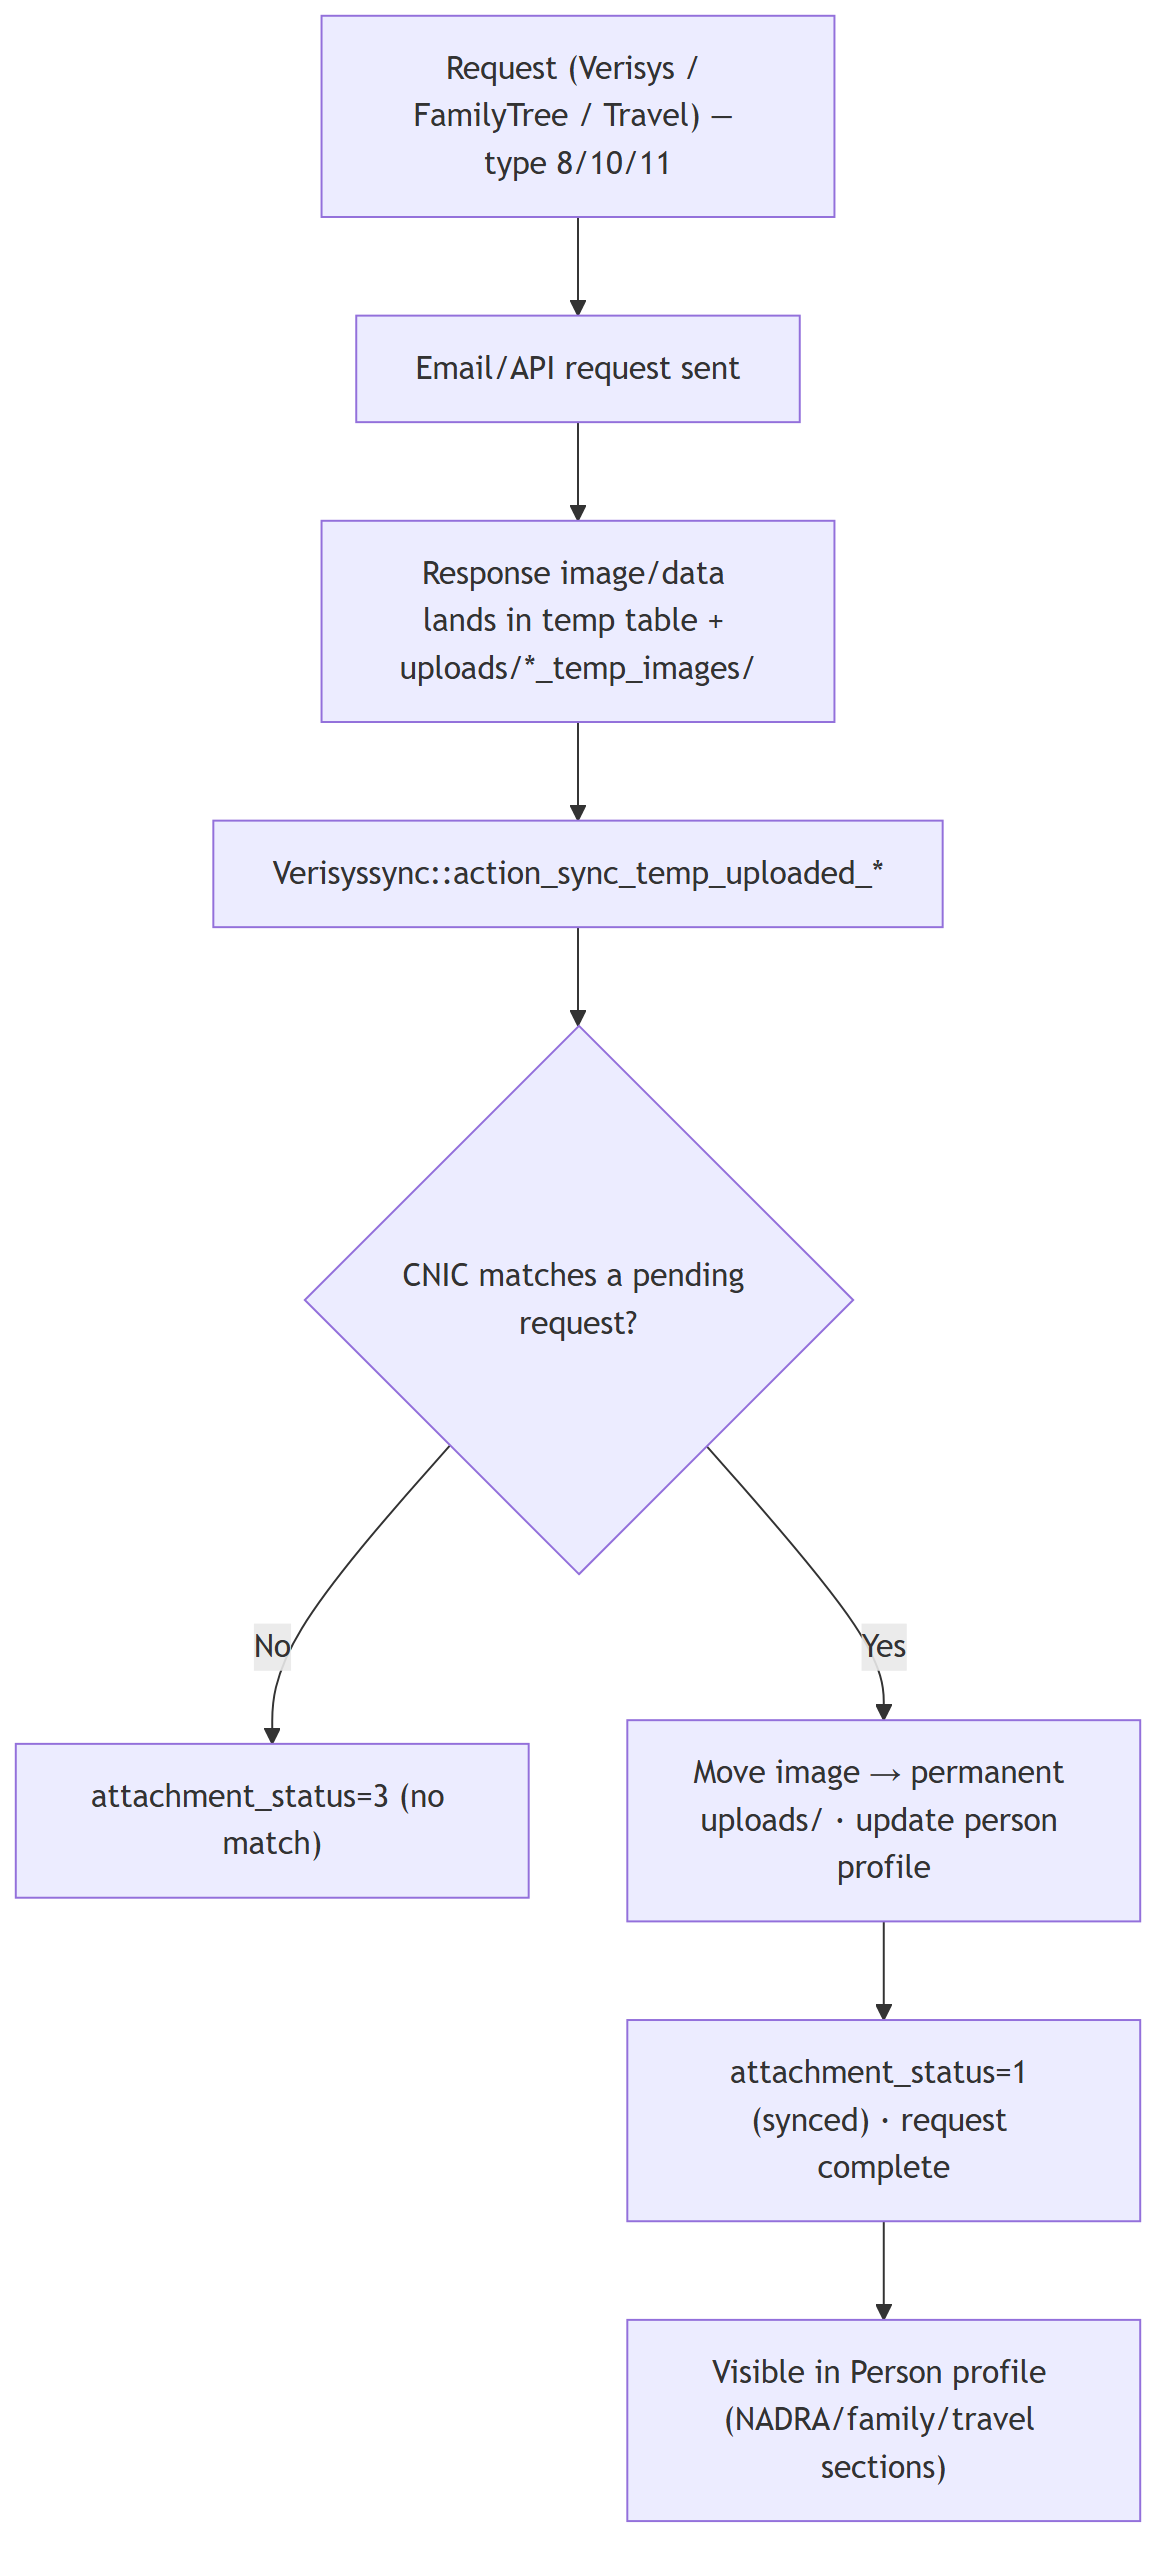 Request (Verisys /
FamilyTree / Travel) —
type 8/10/11
Email/API request sent
Response image/data
lands in temp table +
uploads/*_temp_images/
Verisyssync::action_sync_temp_uploaded_*
CNIC matches a pending
request?
No
Yes
attachment_status=3 (no
match)
Move image → permanent
uploads/ · update person
profile
attachment_status=1
(synced) · request
complete
Visible in Person profile
(NADRA/family/travel
sections)